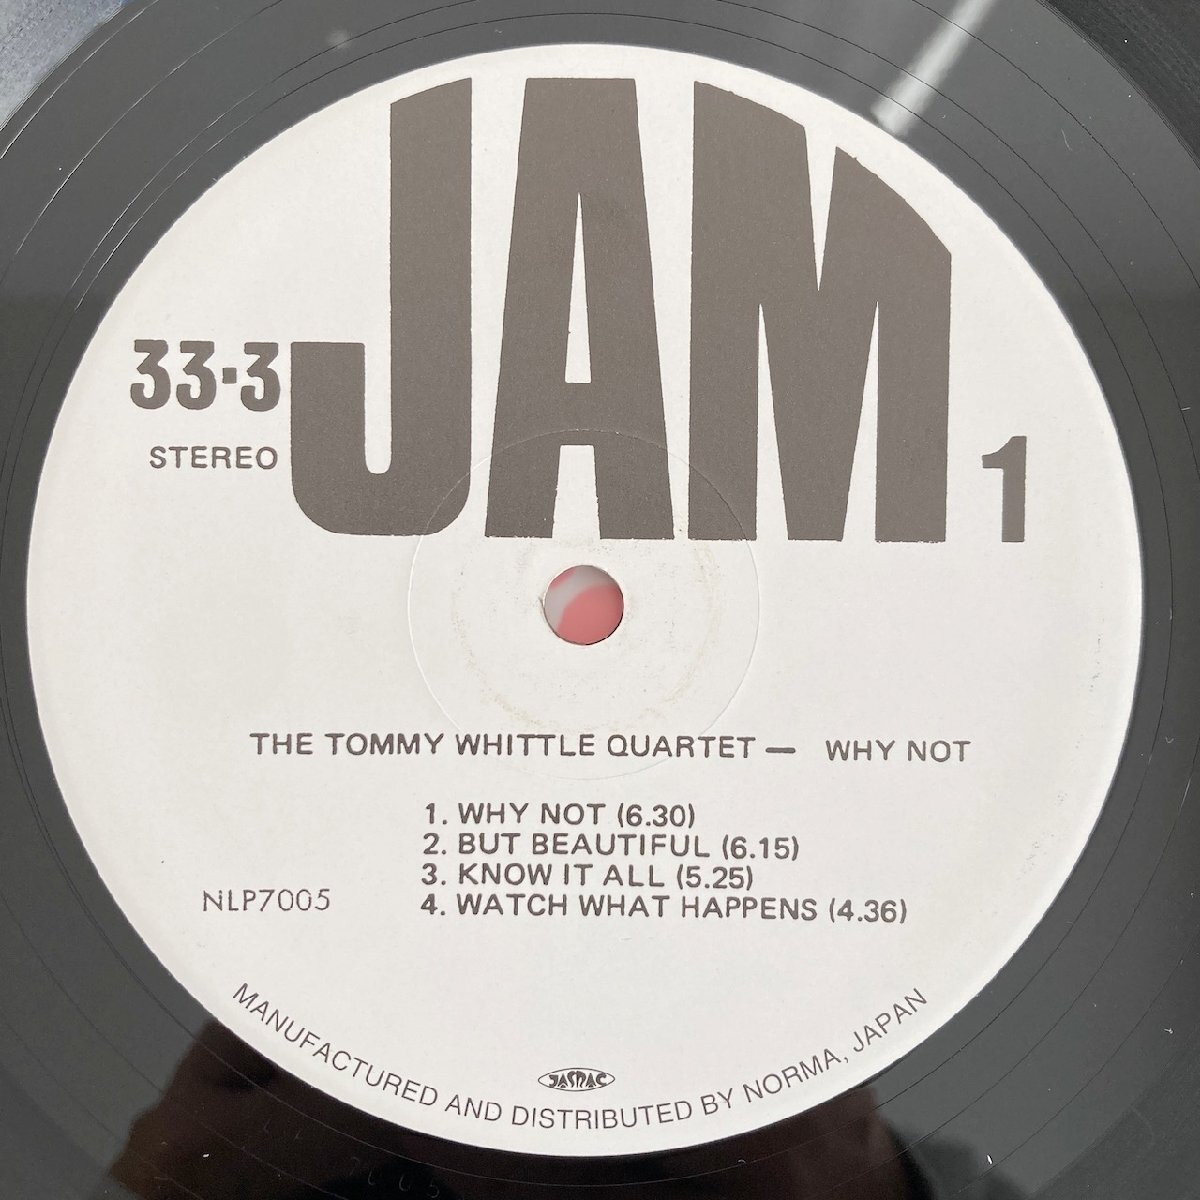 JAM
33·3
STEREO
1
THE TOMMY WHITTLE QUARTET — WHY NOT
1. WHY NOT (6.30)
2. BUT BEAUTIFUL (6.15)
3. KNOW IT ALL (5.25)
4. WATCH WHAT HAPPENS (4.36)
NLP7005
MANUFACTURED AND DISTRIBUTED BY NORMA, JAPAN
JASRAC